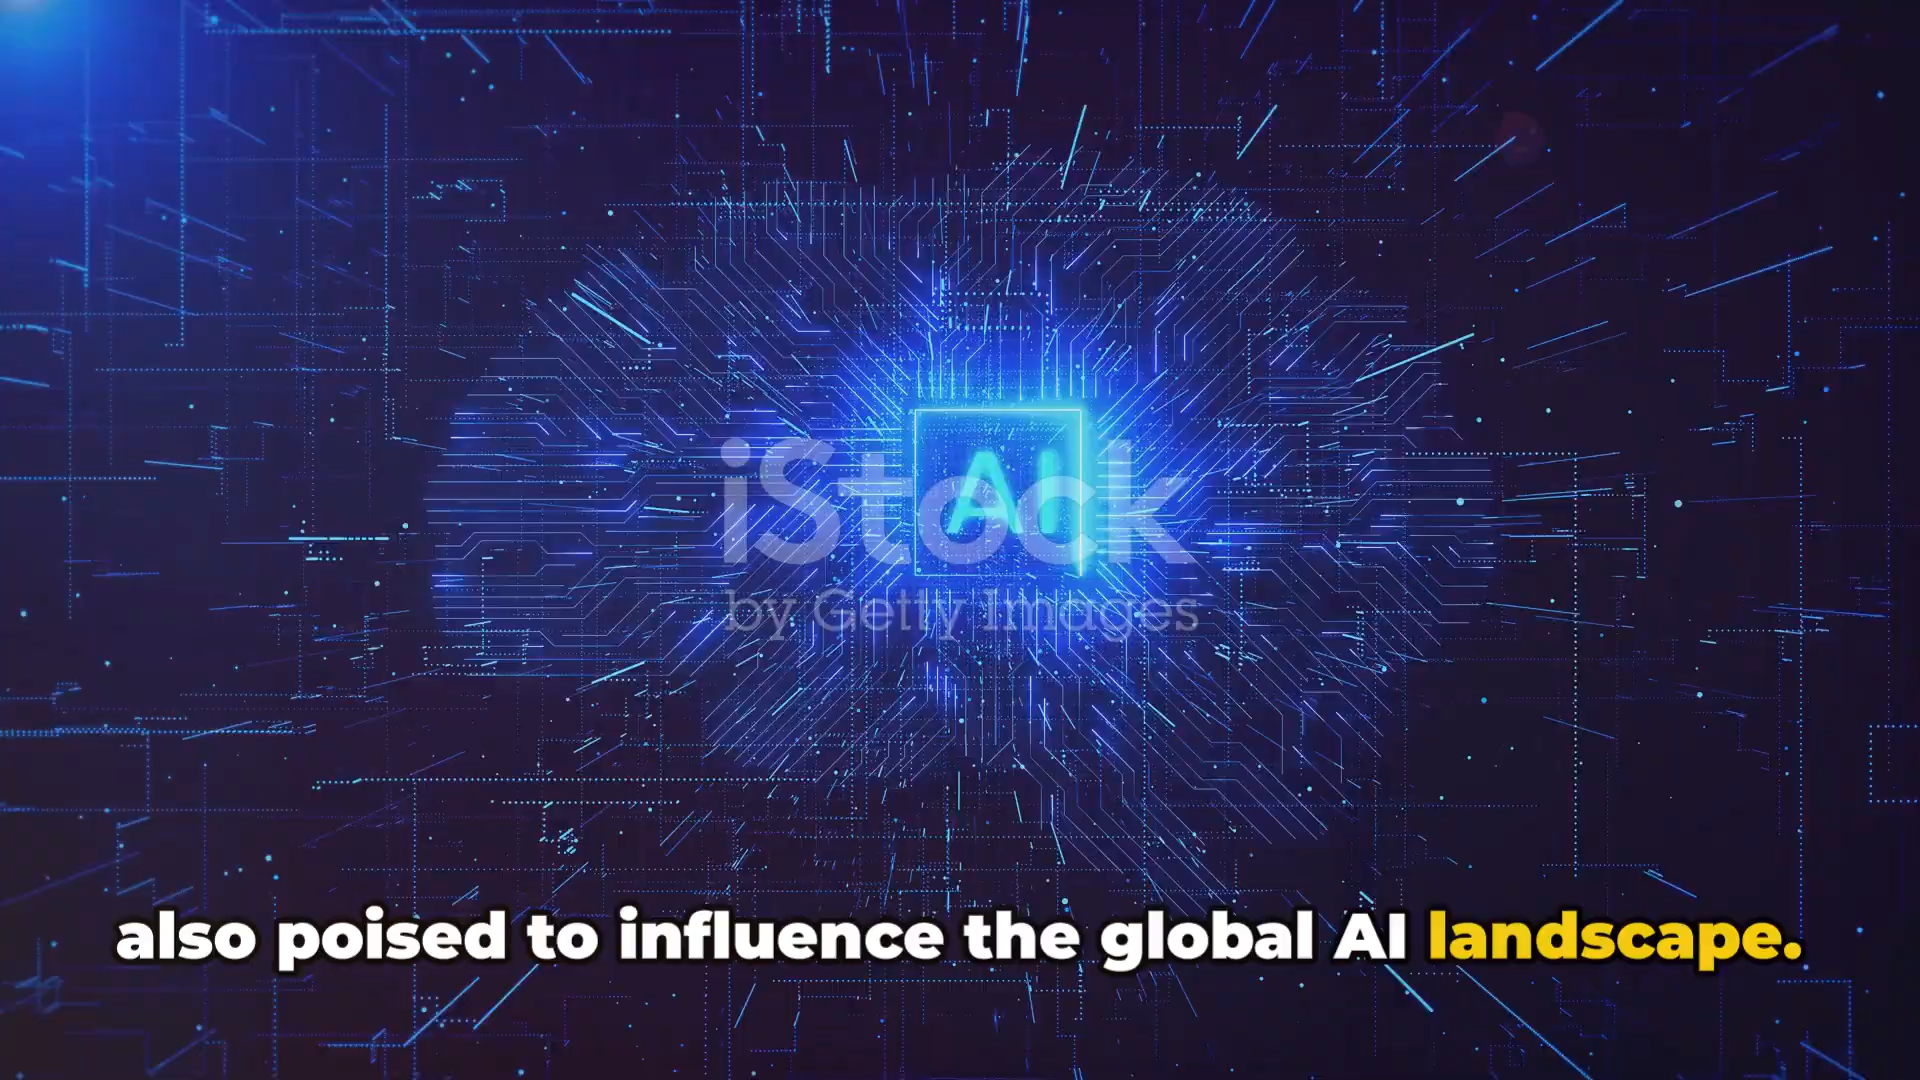 AI
iStock
by Getty Images
also poised to influence the global AI landscape.